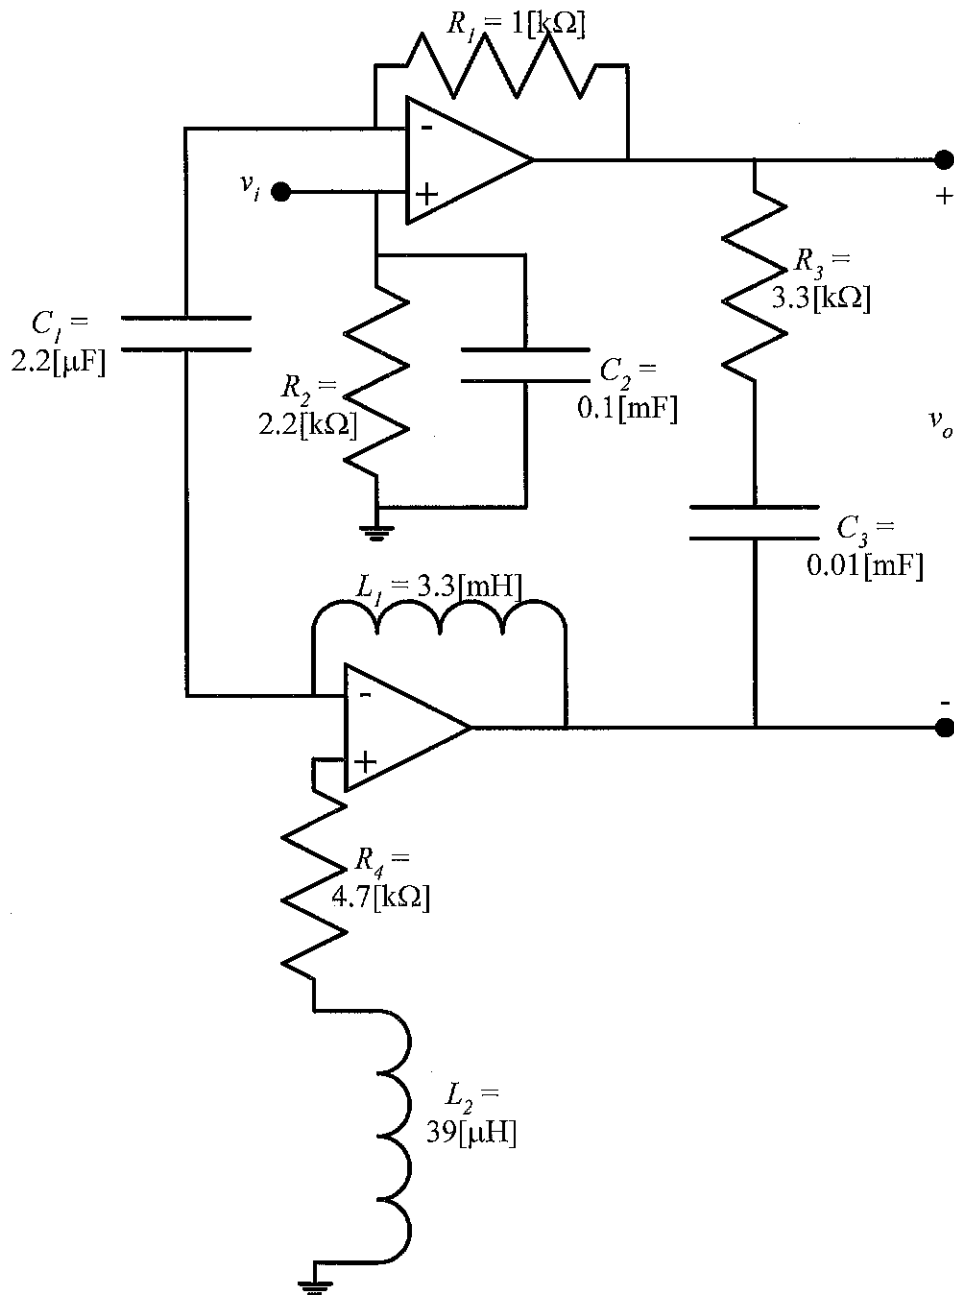 R₁ = 1[kΩ]
-
vᵢ
+
+
R₃ =
3.3[kΩ]
C₁ =
2.2[μF]
R₂ =
2.2[kΩ]
C₂ =
0.1[mF]
vₒ
C₃ =
0.01[mF]
L₁ = 3.3[mH]
-
-
+
R₄ =
4.7[kΩ]
L₂ =
39[μH]